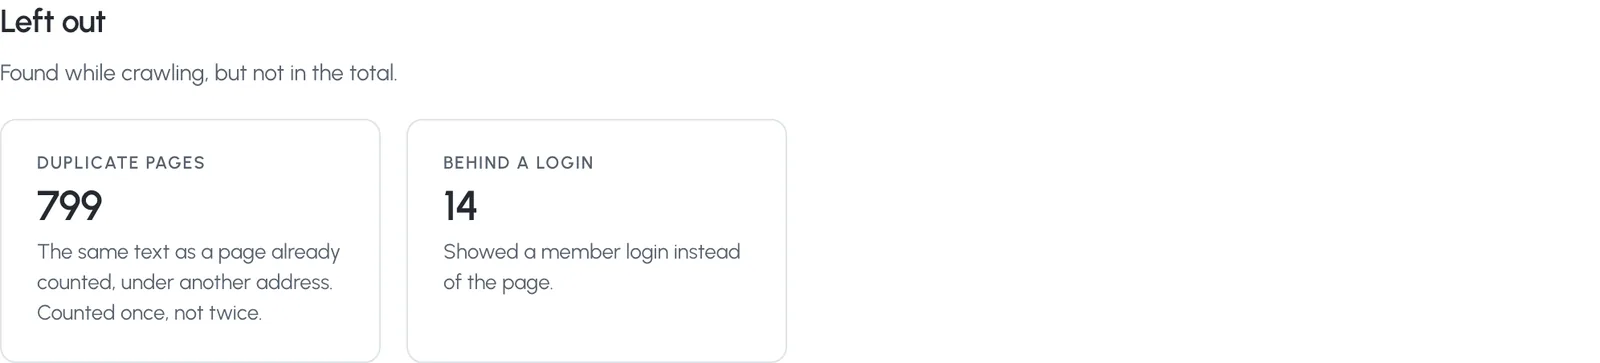 Left out
Found while crawling, but not in the total.
DUPLICATE PAGES
799
The same text as a page already
counted, under another address.
Counted once, not twice.
BEHIND A LOGIN
14
Showed a member login instead
of the page.